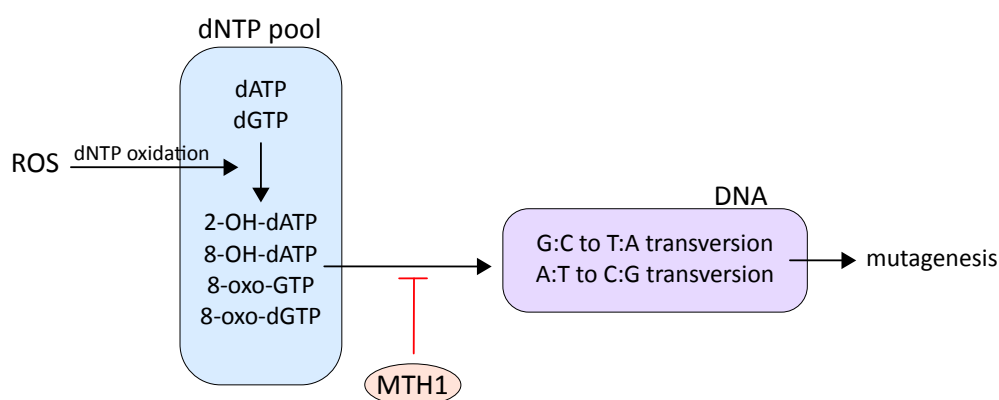 dNTP pool
dATP
dGTP
ROS
dNTP oxidation
2-OH-dATP
8-OH-dATP
8-oxo-GTP
8-oxo-dGTP
DNA
G:C to T:A transversion
A:T to C:G transversion
mutagenesis
MTH1